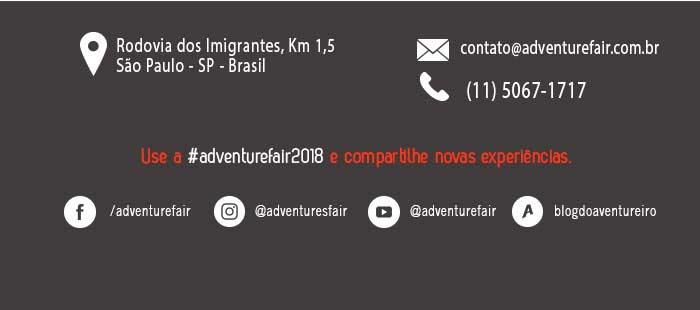 Rodovia dos Imigrantes, Km 1,5
São Paulo - SP - Brasil
contato@adventurefair.com.br
(11) 5067-1717
Use a #adventurefair2018 e compartilhe novas experiências.
/adventurefair
@adventuresfair
@adventurefair
blogdoaventureiro